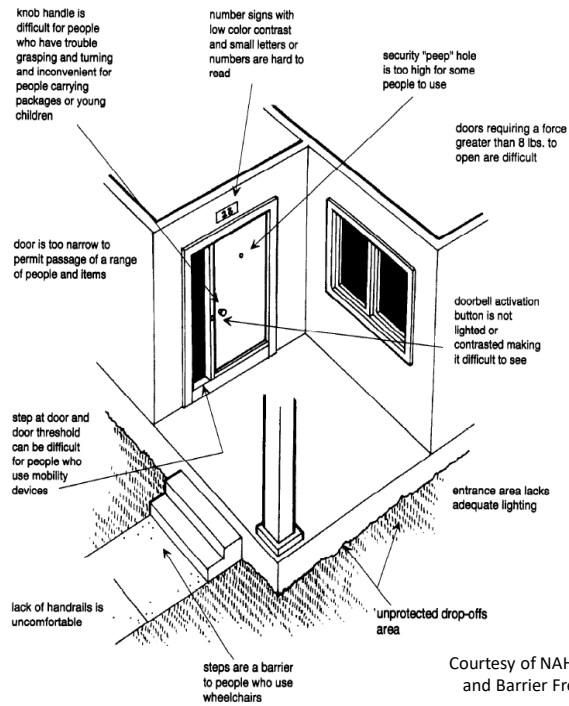 knob handle is
difficult for people
who have trouble
grasping and turning
and inconvenient for
people carrying
packages or young
children
number signs with
low color contrast
and small letters or
numbers are hard to
read
security "peep" hole
is too high for some
people to use
doors requiring a force
greater than 8 lbs. to
open are difficult
door is too narrow to
permit passage of a range
of people and items
doorbell activation
button is not
lighted or
contrasted making
it difficult to see
step at door and
door threshold
can be difficult
for people who
use mobility
devices
entrance area lacks
adequate lighting
lack of handrails is
uncomfortable
unprotected drop-offs
area
steps are a barrier
to people who use
wheelchairs
Courtesy of NAH
and Barrier Fre